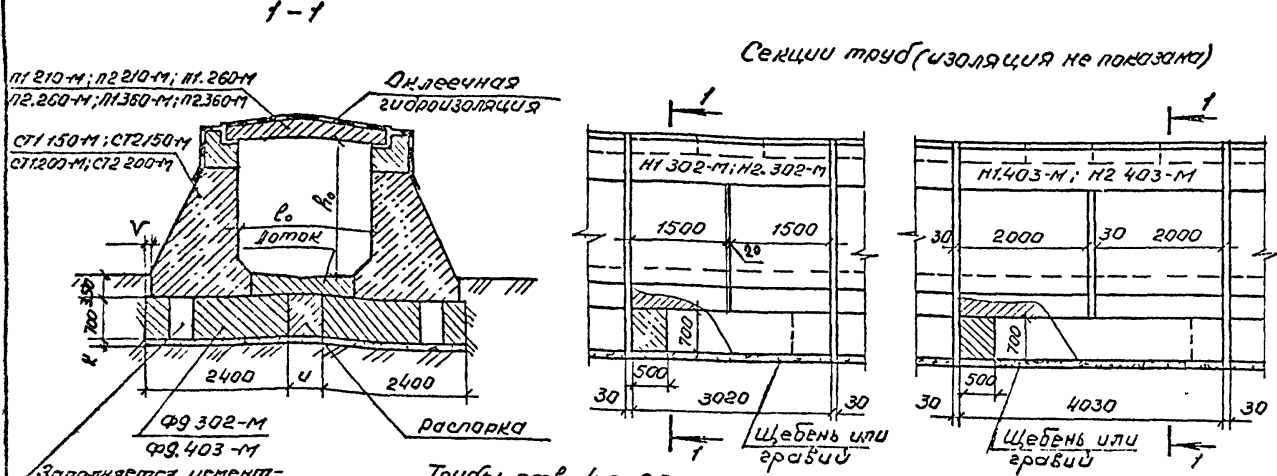 1-1
Секции труб (изоляция не показана)
П1 210-М; П2 210-М; П1.260-М
П2.260-М; П1.360-М; П2.360-М
Оклеечная
гидроизоляция
СТ1 150-М; СТ2 150-М
СТ1.200-М; СТ2 200-М
h₀
l₀
Лоток
V
350
700
К
2400 u 2400
Ф9 302-М
Ф9.403-М
Распорка
Заполняется цемент-
1
Н1 302-М; Н2.302-М
1500 1500
20
700
500
30 3020 30
1
Щебень или
гравий
1
Н1.403-М; Н2 403-М
30 2000 30 2000
700
500
30 4030 30
Щебень или
гравий
1